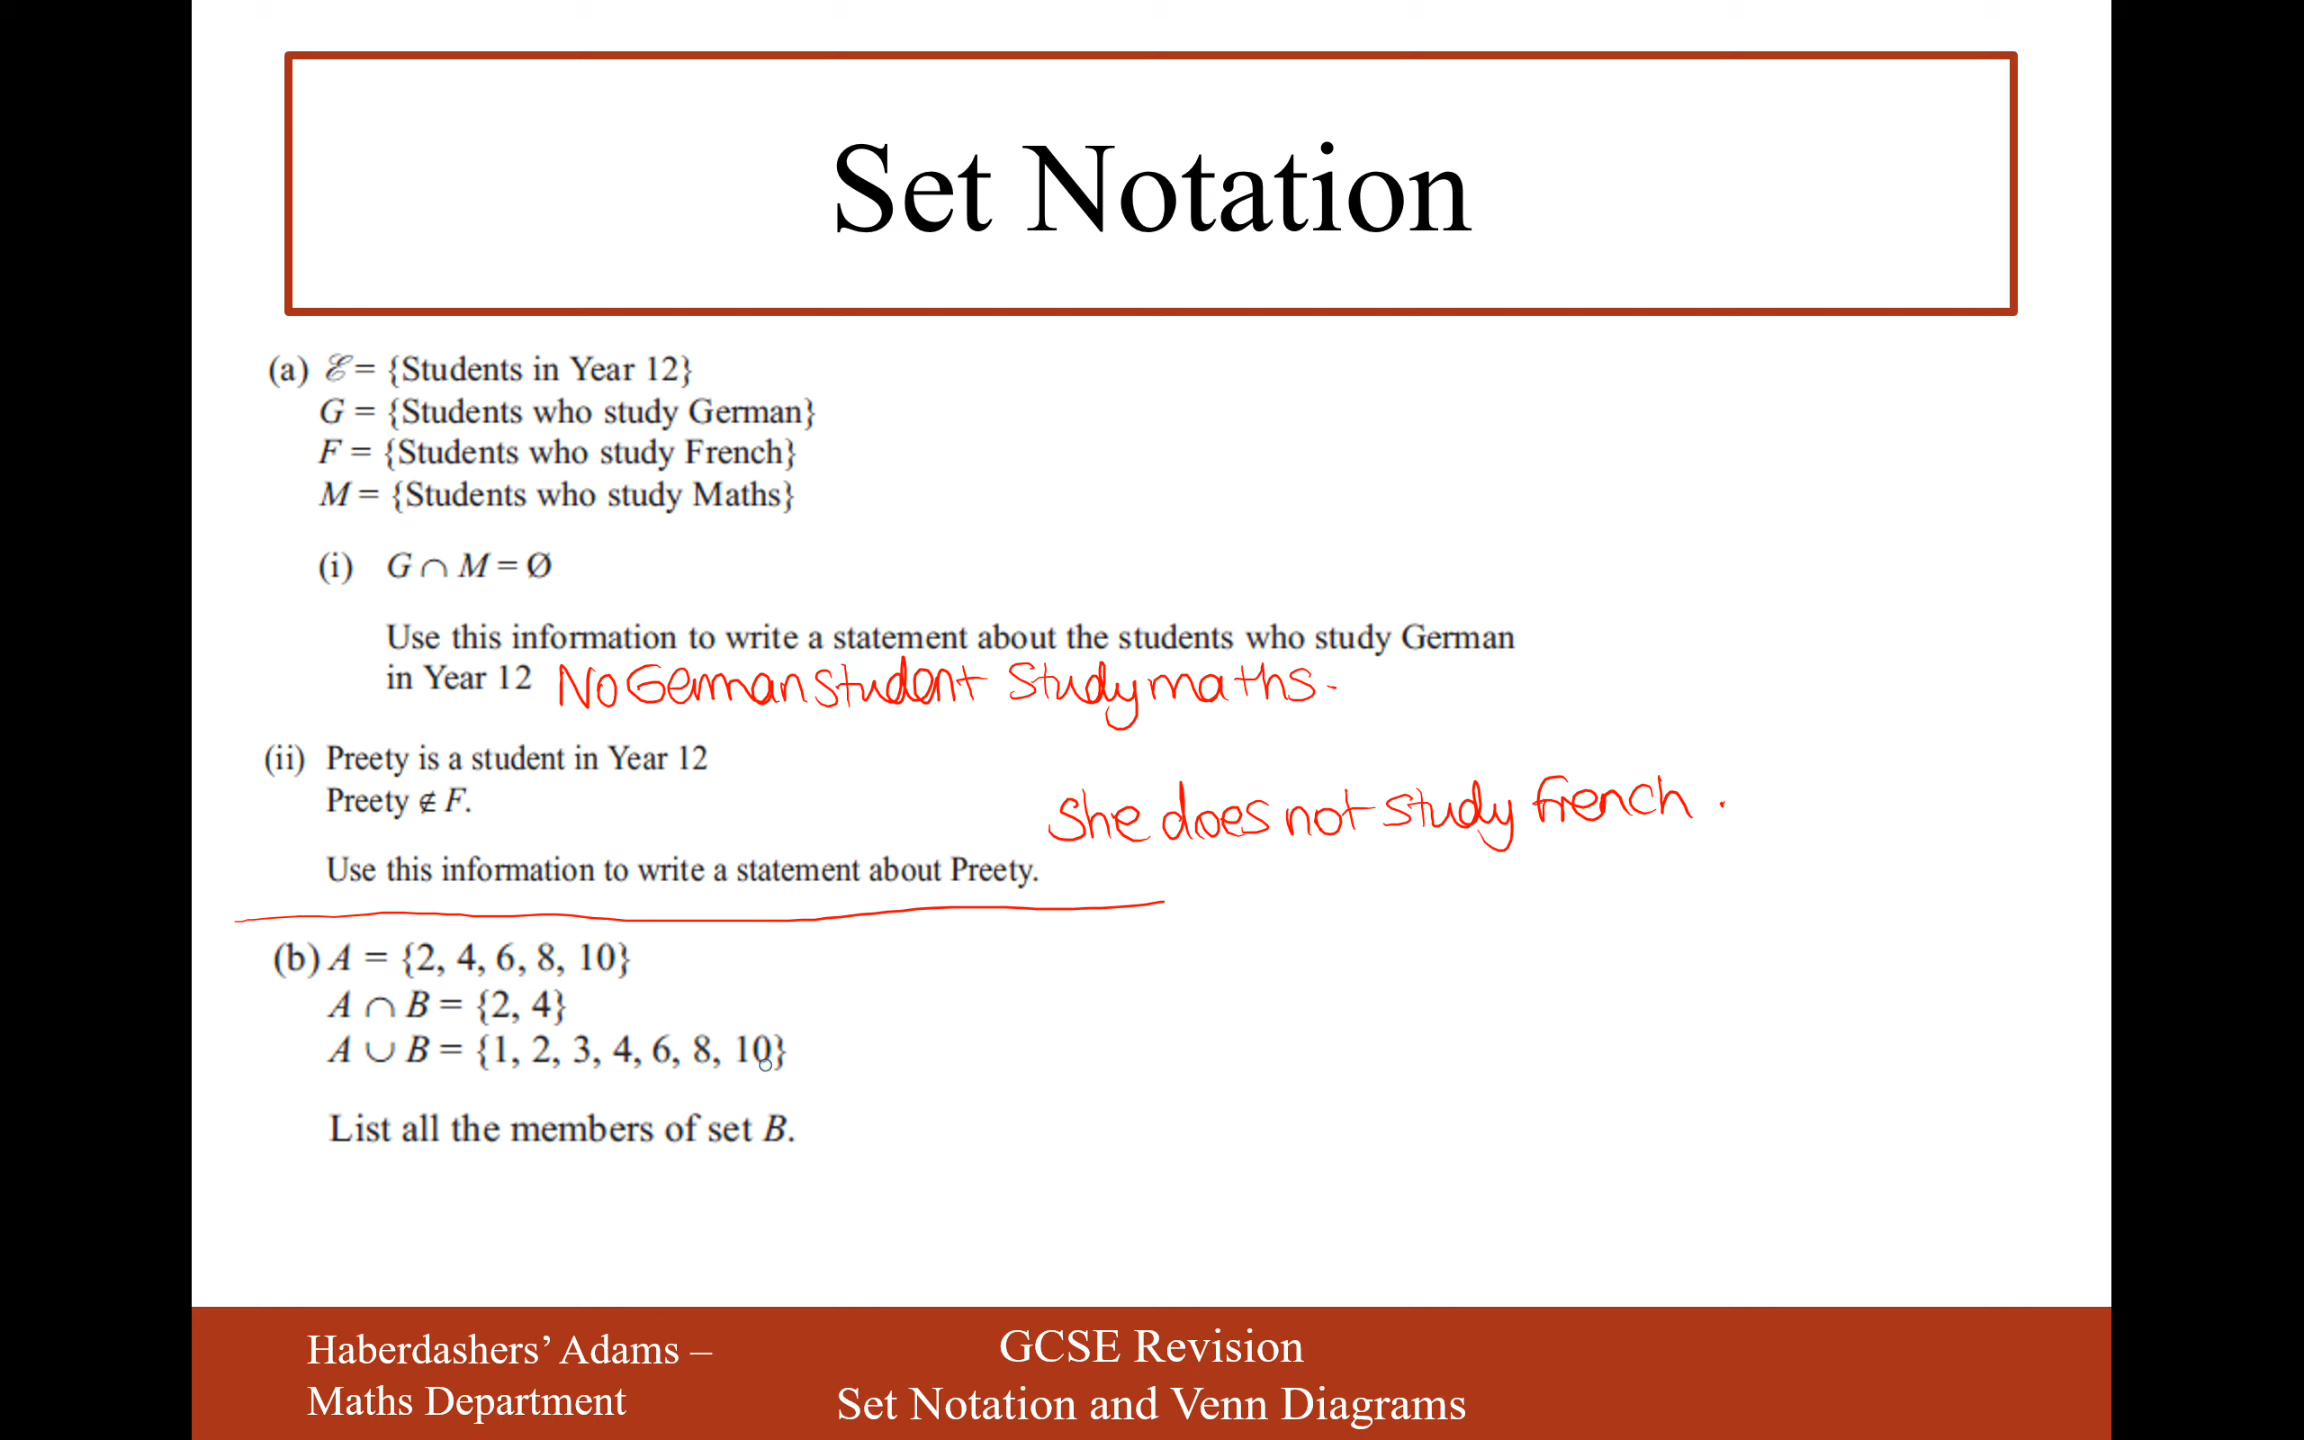 Set Notation
(a) ℰ = {Students in Year 12}
G = {Students who study German}
F = {Students who study French}
M = {Students who study Maths}
(i) G ∩ M = Ø
Use this information to write a statement about the students who study German
in Year 12 No German student study maths.
(ii) Preety is a student in Year 12
Preety ∉ F.
She does not study french.
Use this information to write a statement about Preety.
(b) A = {2, 4, 6, 8, 10}
A ∩ B = {2, 4}
A ∪ B = {1, 2, 3, 4, 6, 8, 10}
List all the members of set B.
Haberdashers’ Adams –
Maths Department
GCSE Revision
Set Notation and Venn Diagrams